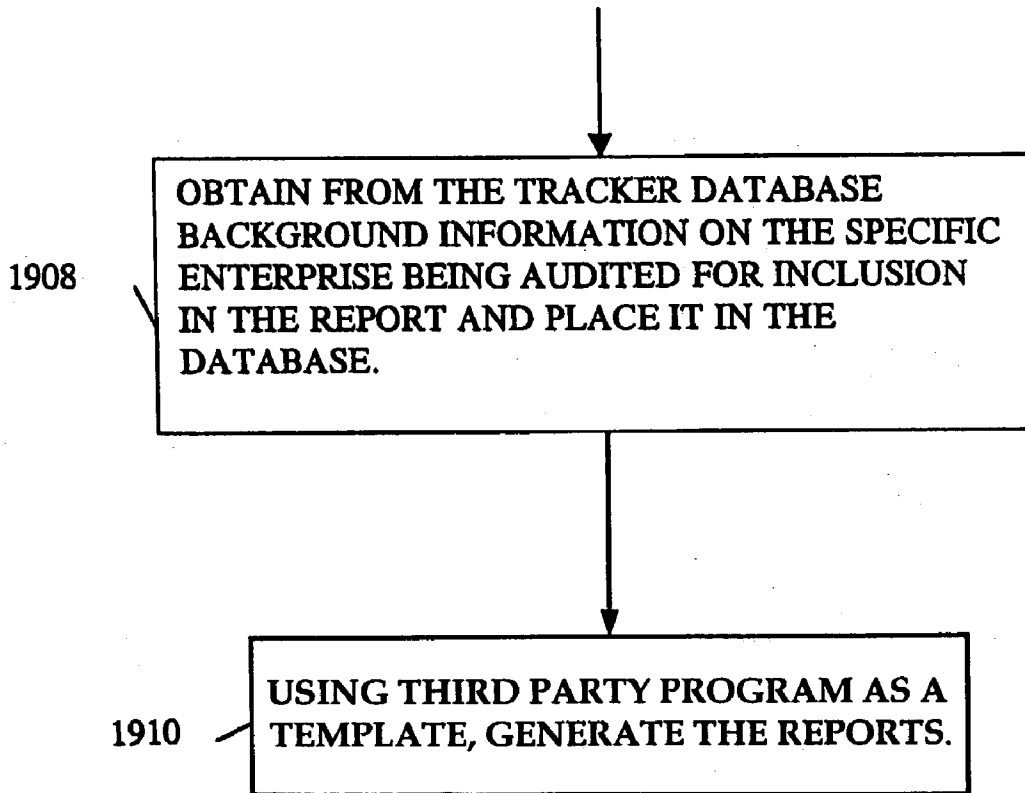 OBTAIN FROM THE TRACKER DATABASE
BACKGROUND INFORMATION ON THE SPECIFIC
1908
ENTERPRISE BEING AUDITED FOR INCLUSION
IN THE REPORT AND PLACE IT IN THE
DATABASE.
USING THIRD PARTY PROGRAM AS A
1910
TEMPLATE, GENERATE THE REPORTS.